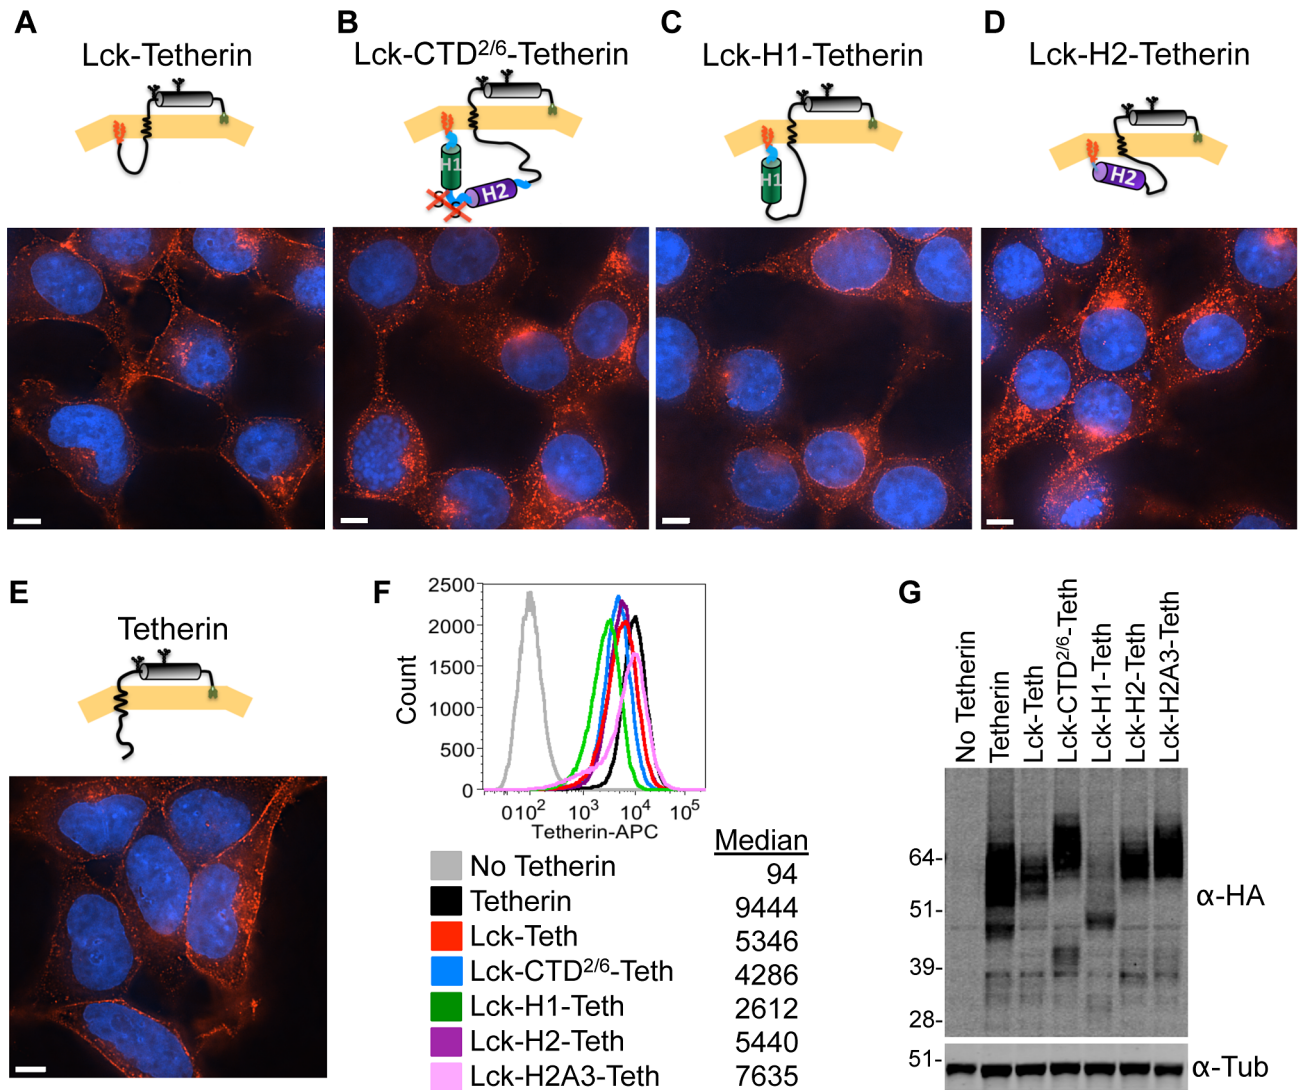 A
Lck-Tetherin
B
Lck-CTD2/6-Tetherin
H1
H2
C
Lck-H1-Tetherin
H1
D
Lck-H2-Tetherin
H2
E
Tetherin
F
2500
2000
1500
1000
500
0
Count
0 10² 10³ 10⁴ 10⁵
Tetherin-APC
Median
No Tetherin 94
Tetherin 9444
Lck-Teth 5346
Lck-CTD2/6-Teth 4286
Lck-H1-Teth 2612
Lck-H2-Teth 5440
Lck-H2A3-Teth 7635
G
No Tetherin
Tetherin
Lck-Teth
Lck-CTD2/6-Teth
Lck-H1-Teth
Lck-H2-Teth
Lck-H2A3-Teth
64-
51-
39-
28-
α-HA
51-
α-Tub